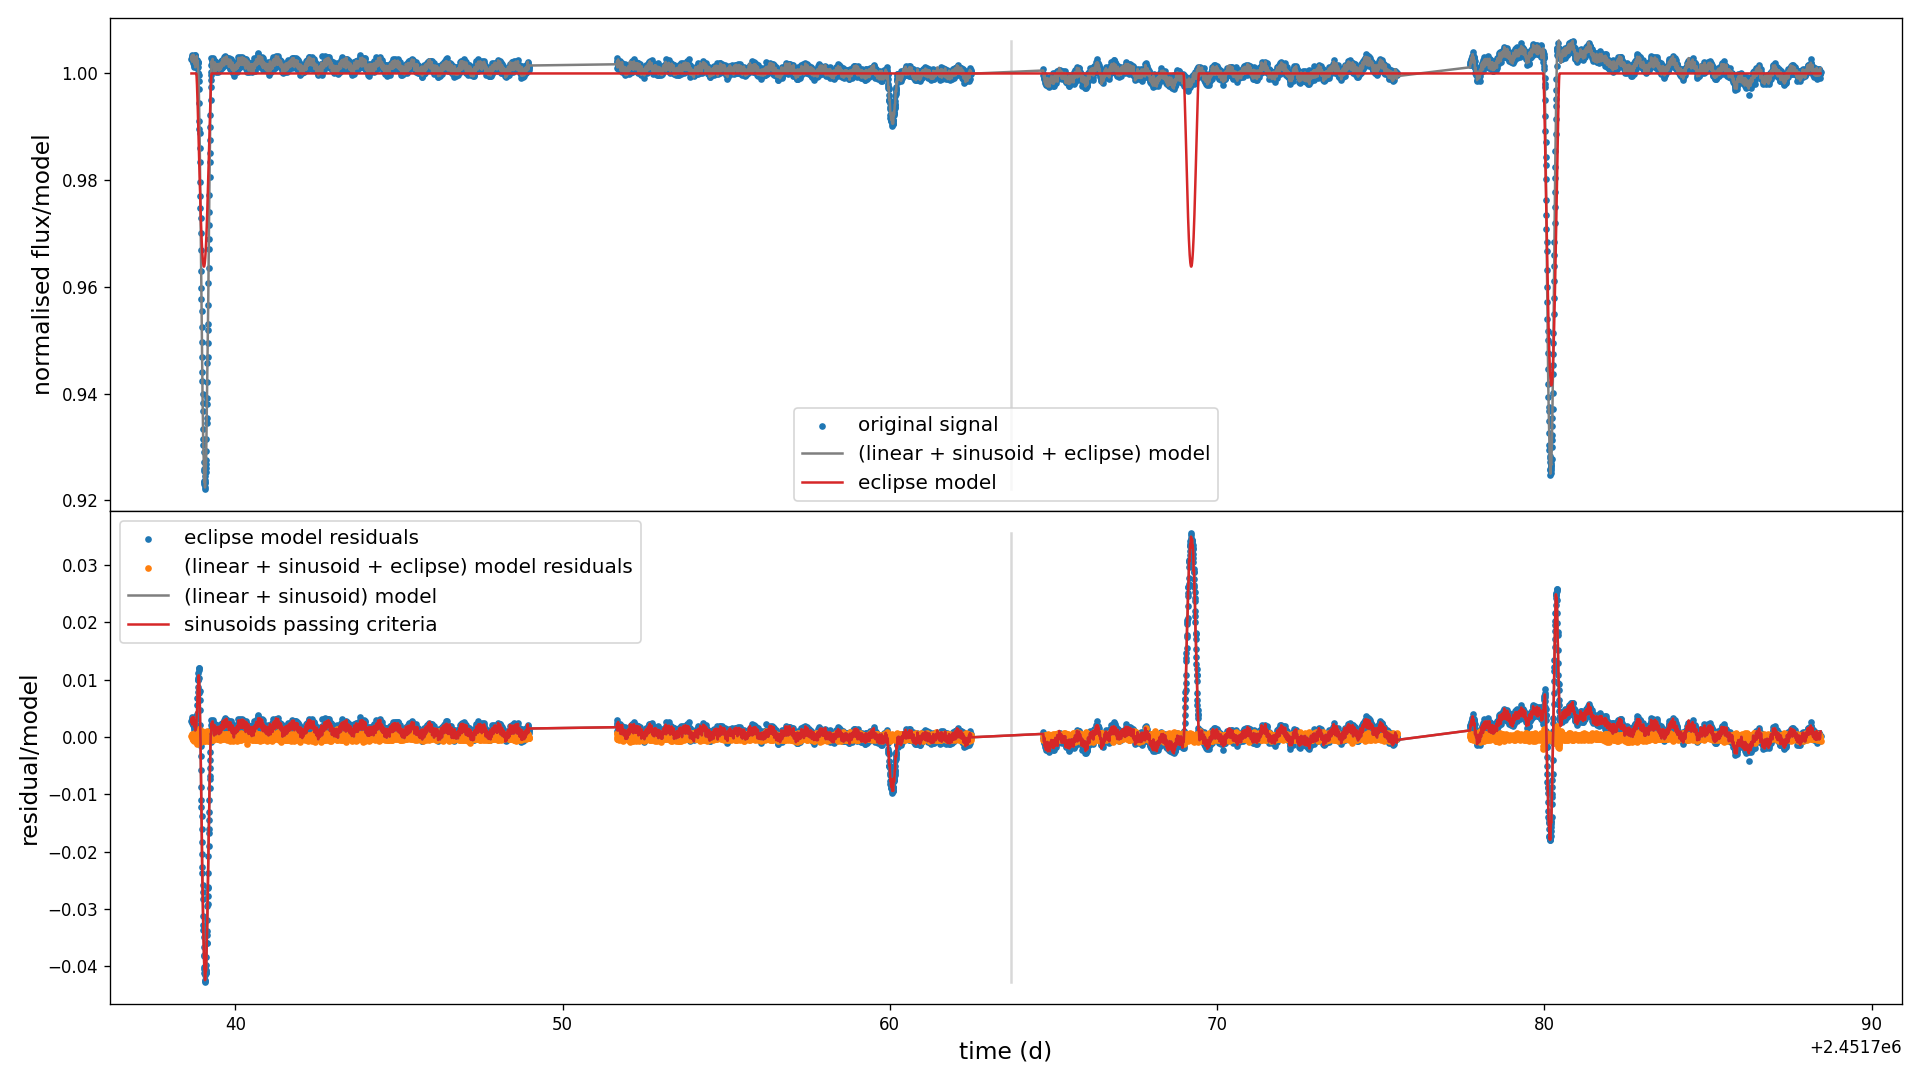 normalised flux/model
1.00
0.98
0.96
0.94
0.92
original signal
(linear + sinusoid + eclipse) model
eclipse model
residual/model
0.03
0.02
0.01
0.00
−0.01
−0.02
−0.03
−0.04
eclipse model residuals
(linear + sinusoid + eclipse) model residuals
(linear + sinusoid) model
sinusoids passing criteria
40 50 60 70 80 90
time (d)
+2.4517e6